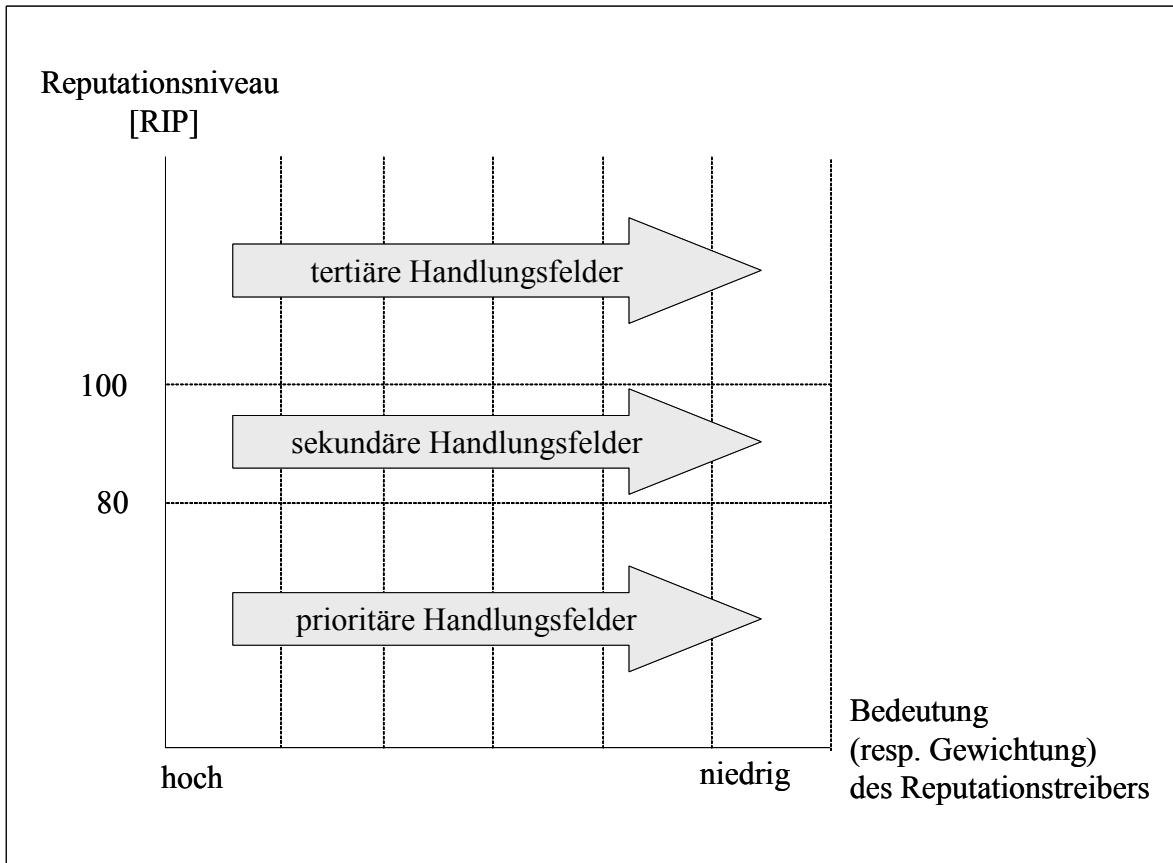 Reputationsniveau
[RIP]
tertiäre Handlungsfelder
100
sekundäre Handlungsfelder
80
prioritäre Handlungsfelder
Bedeutung
(resp. Gewichtung)
des Reputationstreibers
hoch
niedrig